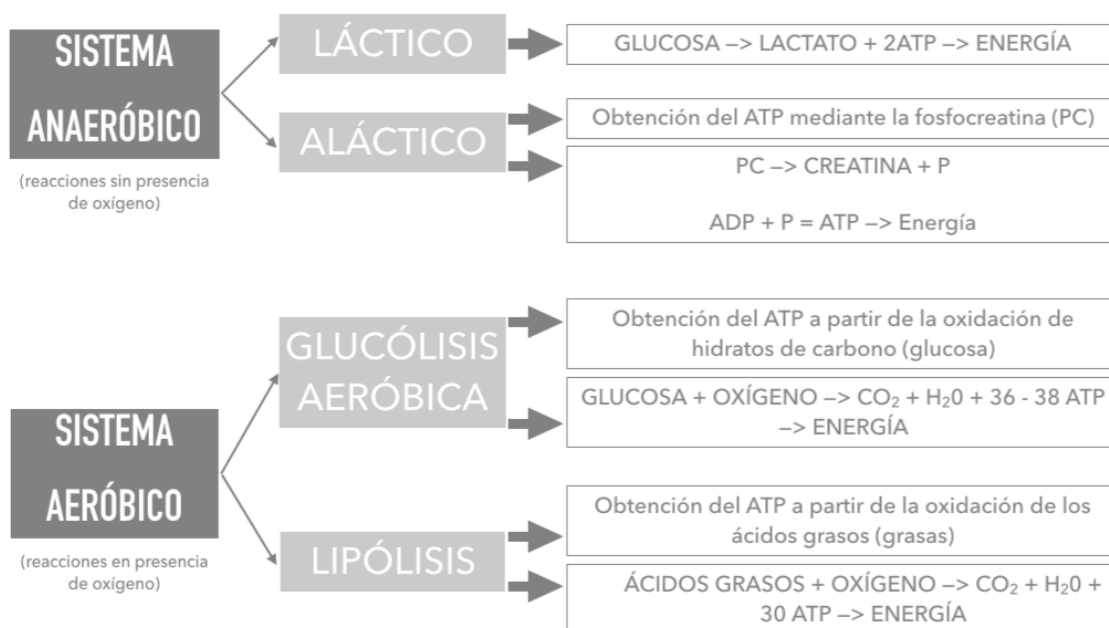 SISTEMA
ANAERÓBICO
(reacciones sin presencia
de oxígeno)
LÁCTICO
GLUCOSA —> LACTATO + 2ATP —> ENERGÍA
ALÁCTICO
Obtención del ATP mediante la fosfocreatina (PC)
PC —> CREATINA + P
ADP + P = ATP —> Energía
SISTEMA
AERÓBICO
(reacciones en presencia
de oxígeno)
GLUCÓLISIS
AERÓBICA
Obtención del ATP a partir de la oxidación de
hidratos de carbono (glucosa)
GLUCOSA + OXÍGENO —> CO₂ + H₂0 + 36 - 38 ATP
—> ENERGÍA
LIPÓLISIS
Obtención del ATP a partir de la oxidación de los
ácidos grasos (grasas)
ÁCIDOS GRASOS + OXÍGENO —> CO₂ + H₂0 +
30 ATP —> ENERGÍA